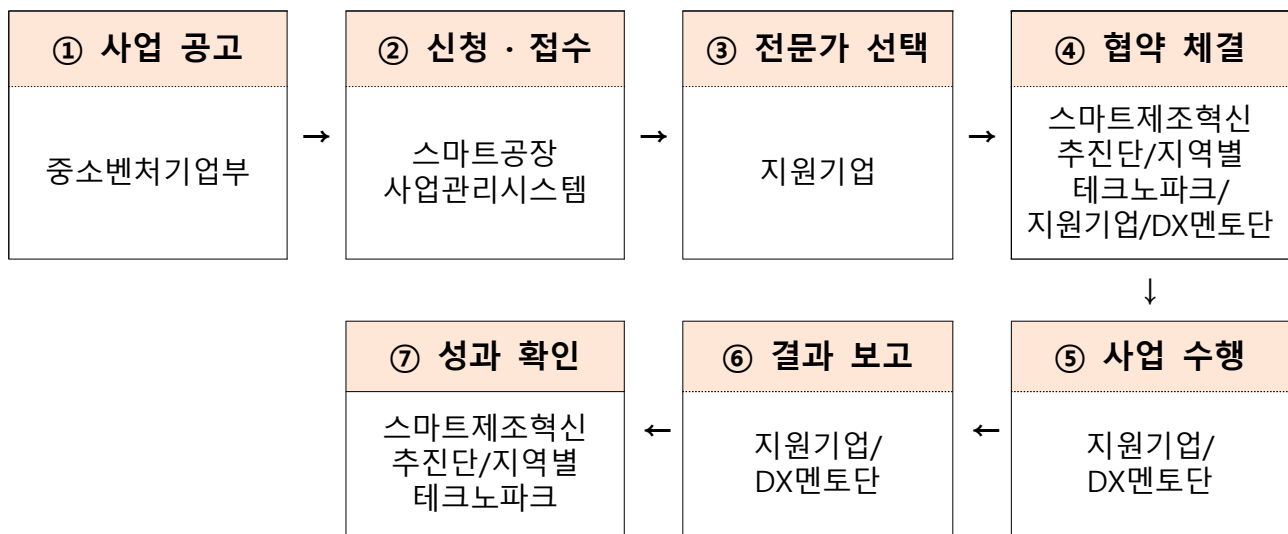 ① 사업 공고
중소벤처기업부
→
② 신청 · 접수
스마트공장
사업관리시스템
→
③ 전문가 선택
지원기업
→
④ 협약 체결
스마트제조혁신
추진단/지역별
테크노파크/
지원기업/DX멘토단
↓
⑤ 사업 수행
지원기업/
DX멘토단
←
⑥ 결과 보고
지원기업/
DX멘토단
←
⑦ 성과 확인
스마트제조혁신
추진단/지역별
테크노파크